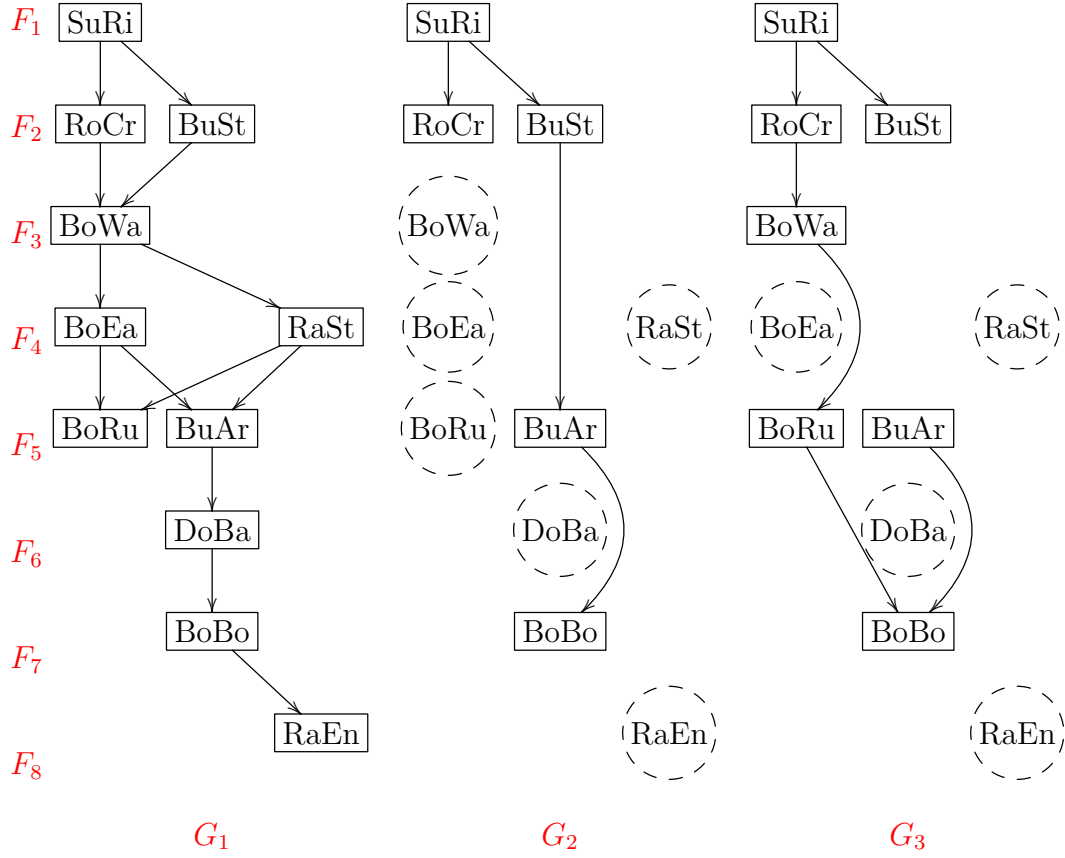 F₁ SuRi SuRi SuRi
F₂ RoCr BuSt RoCr BuSt RoCr BuSt
F₃ BoWa BoWa BoWa
F₄ BoEa RaSt BoEa RaSt BoEa RaSt
F₅ BoRu BuAr BoRu BuAr BoRu BuAr
F₆ DoBa DoBa DoBa
F₇ BoBo BoBo BoBo
F₈ RaEn RaEn RaEn
G₁ G₂ G₃